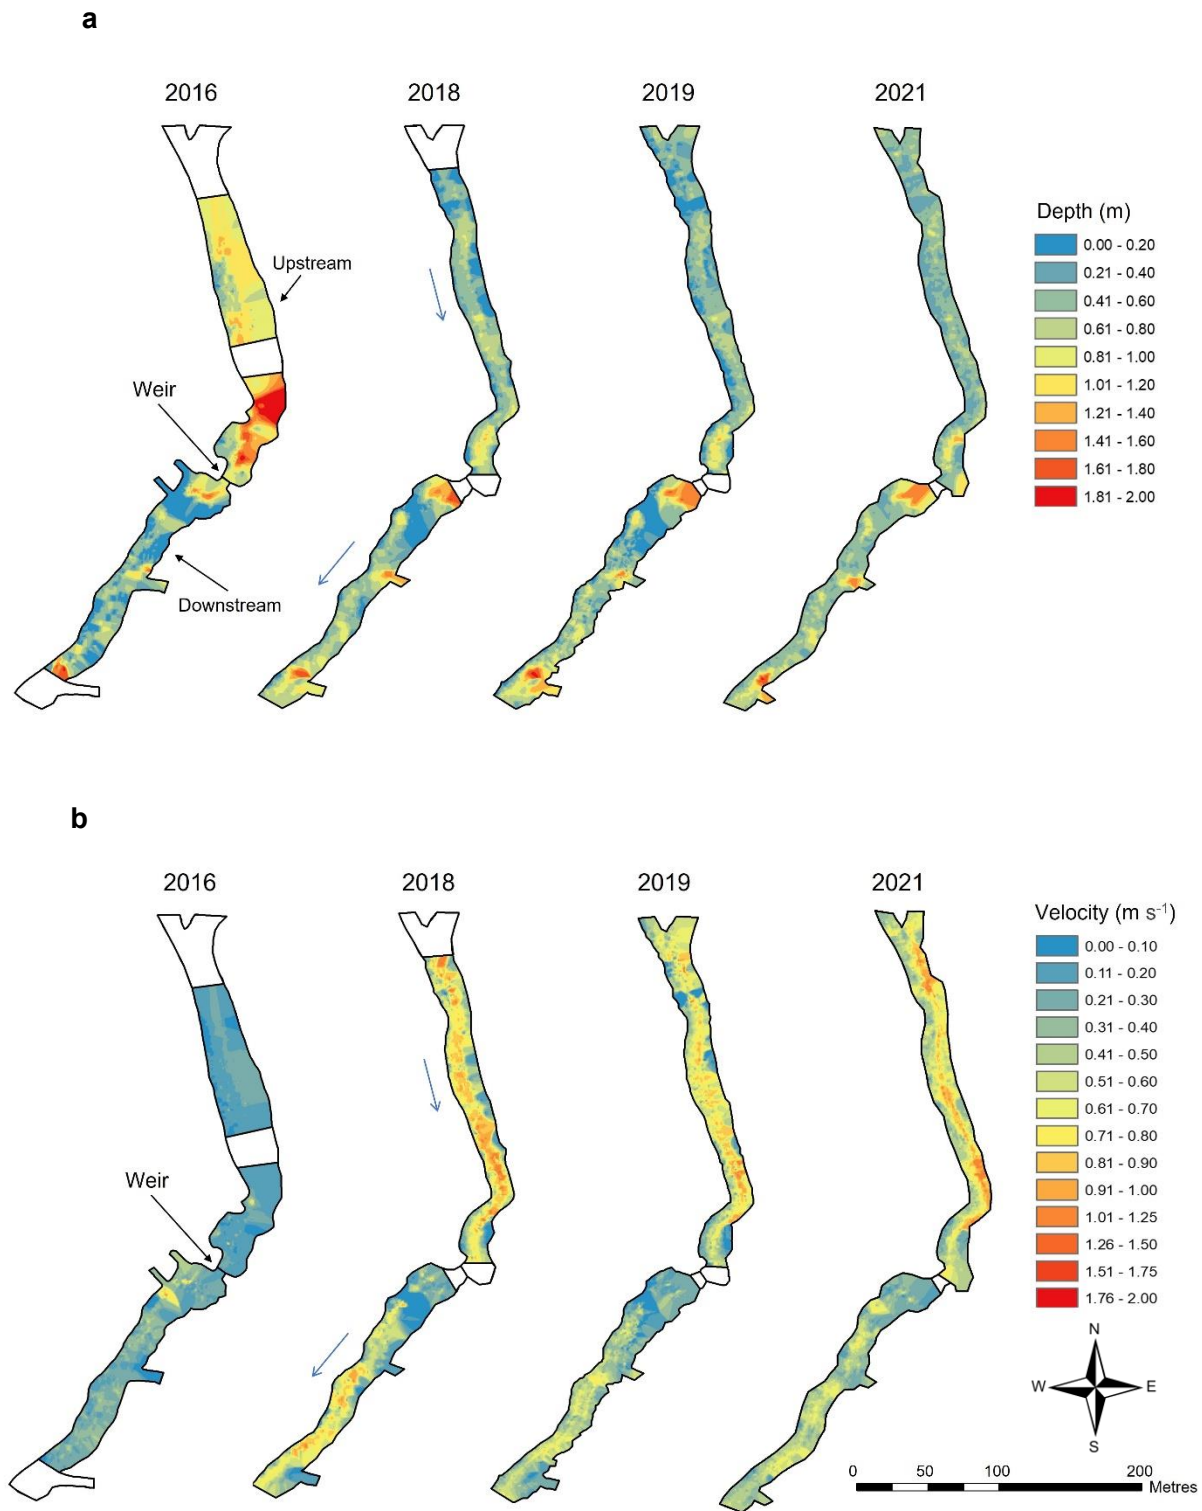 a
2016 2018 2019 2021
Upstream
Weir
Downstream
Depth (m)
0.00 - 0.20
0.21 - 0.40
0.41 - 0.60
0.61 - 0.80
0.81 - 1.00
1.01 - 1.20
1.21 - 1.40
1.41 - 1.60
1.61 - 1.80
1.81 - 2.00
b
2016 2018 2019 2021
Weir
Velocity (m s⁻¹)
0.00 - 0.10
0.11 - 0.20
0.21 - 0.30
0.31 - 0.40
0.41 - 0.50
0.51 - 0.60
0.61 - 0.70
0.71 - 0.80
0.81 - 0.90
0.91 - 1.00
1.01 - 1.25
1.26 - 1.50
1.51 - 1.75
1.76 - 2.00
N
W E
S
0 50 100 200
Metres